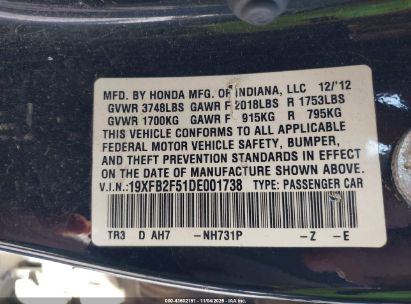 MFD. BY HONDA MFG. OF INDIANA, LLC 12/'12
GVWR 3748LBS GAWR F 2018LBS R 1753LBS
GVWR 1700KG GAWR F 915KG R 795KG
THIS VEHICLE CONFORMS TO ALL APPLICABLE
FEDERAL MOTOR VEHICLE SAFETY, BUMPER,
AND THEFT PREVENTION STANDARDS IN EFFECT
ON THE DATE OF MANUFACTURE SHOWN ABOVE.
V.I.N.:19XFB2F51DE001738 TYPE: PASSENGER CAR
TR3 D AH7 -NH731P -Z -E